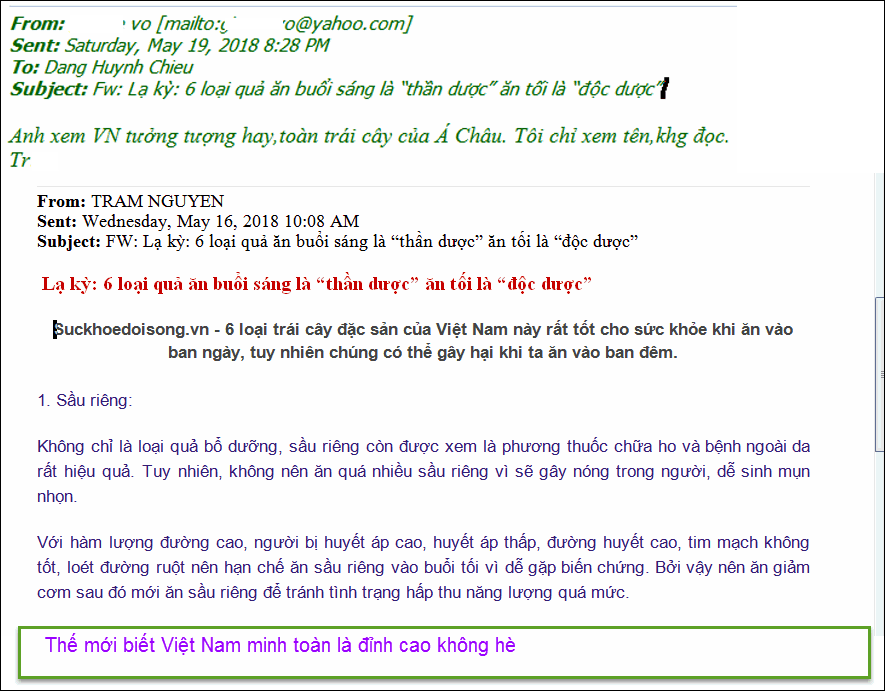 From: vo [mailto: ro@yahoo.com]
Sent: Saturday, May 19, 2018 8:28 PM
To: Dang Huynh Chieu
Subject: Fw: Lạ kỳ: 6 loại quả ăn buổi sáng là “thần dược” ăn tối là “độc dược”
Anh xem VN tưởng tượng hay,toàn trái cây của Á Châu. Tôi chỉ xem tên,khg đọc.
Tr
From: TRAM NGUYEN
Sent: Wednesday, May 16, 2018 10:08 AM
Subject: FW: Lạ kỳ: 6 loại quả ăn buổi sáng là “thần dược” ăn tối là “độc dược”
Lạ kỳ: 6 loại quả ăn buổi sáng là “thần dược” ăn tối là “độc dược”
Suckhoedoisong.vn - 6 loại trái cây đặc sản của Việt Nam này rất tốt cho sức khỏe khi ăn vào
ban ngày, tuy nhiên chúng có thể gây hại khi ta ăn vào ban đêm.
1. Sầu riêng:
Không chỉ là loại quả bổ dưỡng, sầu riêng còn được xem là phương thuốc chữa ho và bệnh ngoài da
rất hiệu quả. Tuy nhiên, không nên ăn quá nhiều sầu riêng vì sẽ gây nóng trong người, dễ sinh mụn
nhọn.
Với hàm lượng đường cao, người bị huyết áp cao, huyết áp thấp, đường huyết cao, tim mạch không
tốt, loét đường ruột nên hạn chế ăn sầu riêng vào buổi tối vì dễ gặp biến chứng. Bởi vậy nên ăn giảm
cơm sau đó mới ăn sầu riêng để tránh tình trạng hấp thu năng lượng quá mức.
Thế mới biết Việt Nam minh toàn là đỉnh cao không hè